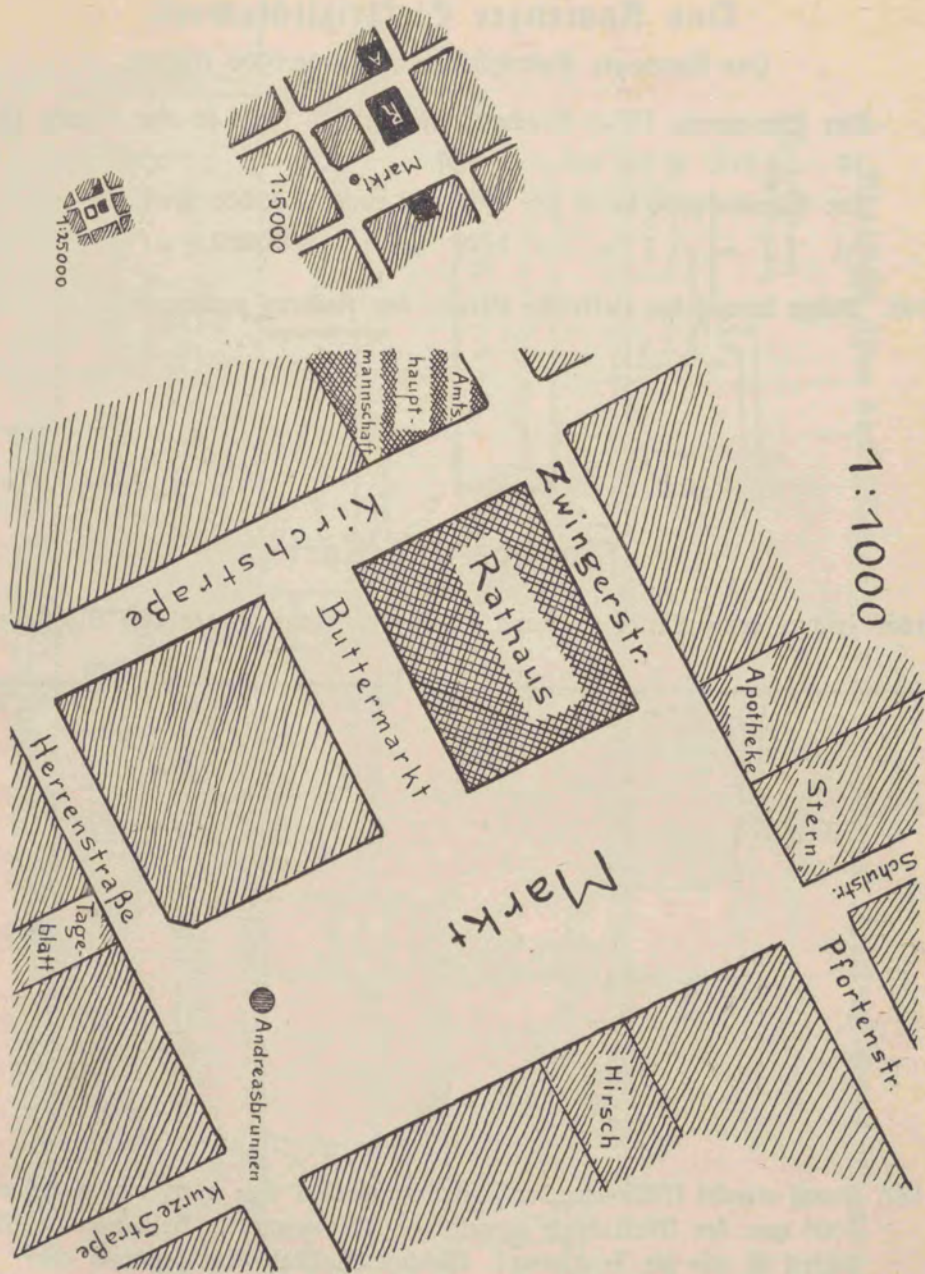 A
R
Markt
1:5000
1:25000
1:1000
Amts
haupt-
mannschaft
Kirchstraße
Zwingerstr.
Rathaus
Buttermarkt
Apotheke
Stern
Schulstr.
Pfortenstr.
Markt
Herrenstraße
Tage-
blatt
Andreasbrunnen
Hirsch
Kurze Straße